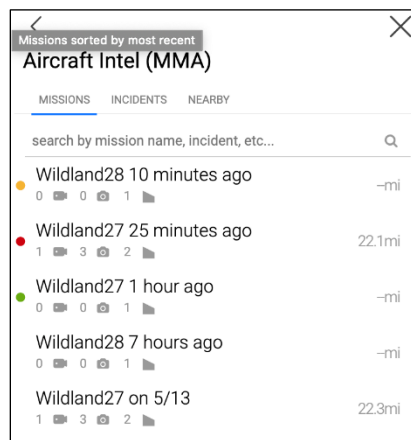 Missions sorted by most recent
Aircraft Intel (MMA)
MISSIONS INCIDENTS NEARBY
search by mission name, incident, etc...
Wildland28 10 minutes ago
0 0 1
--mi
Wildland27 25 minutes ago
1 3 2
22.1mi
Wildland27 1 hour ago
0 0 1
--mi
Wildland28 7 hours ago
0 0 1
--mi
Wildland27 on 5/13
1 3 2
22.3mi